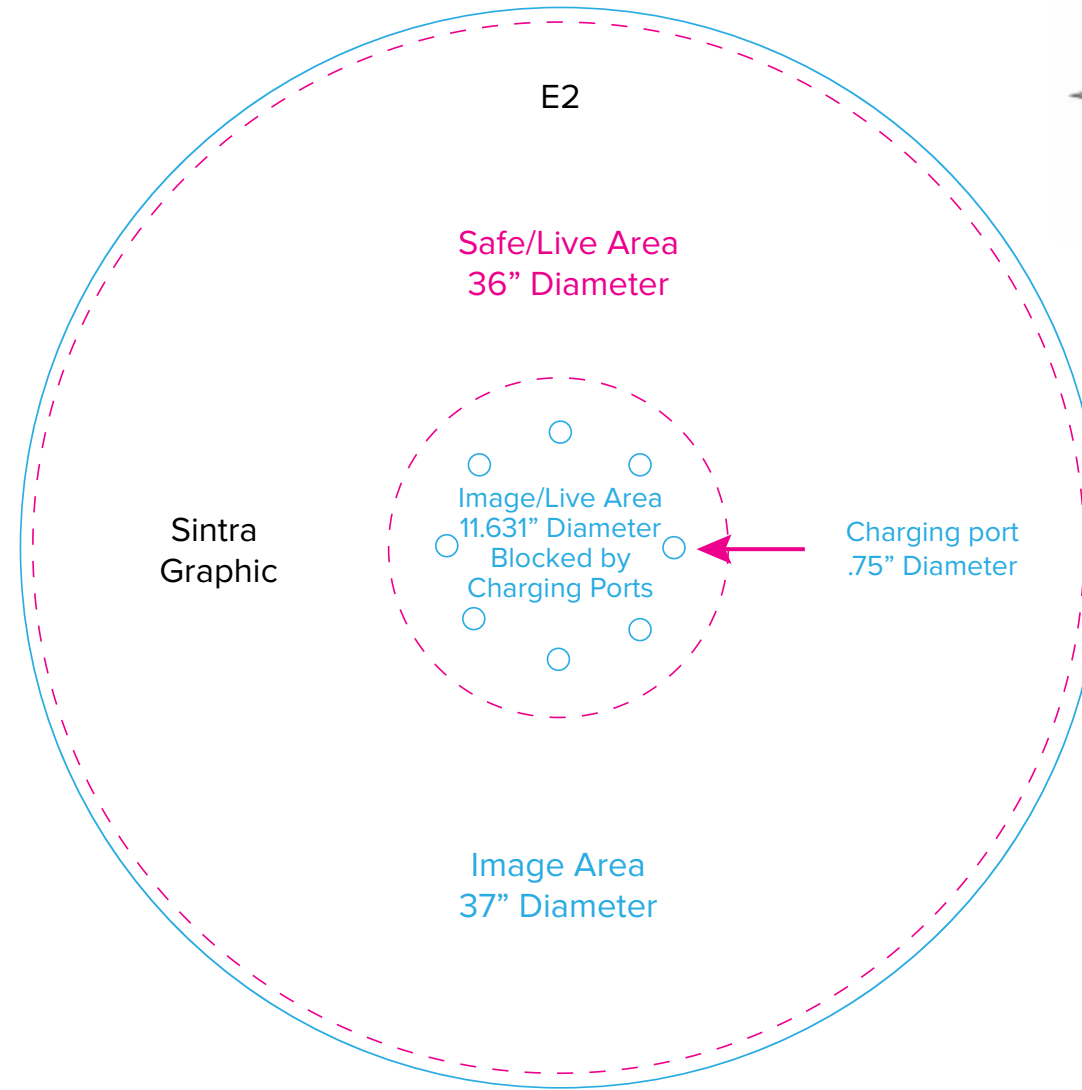 E2
Safe/Live Area
36” Diameter
Image/Live Area
11.631” Diameter
Blocked by
Charging Ports
Sintra
Graphic
Charging port
.75” Diameter
Image Area
37” Diameter